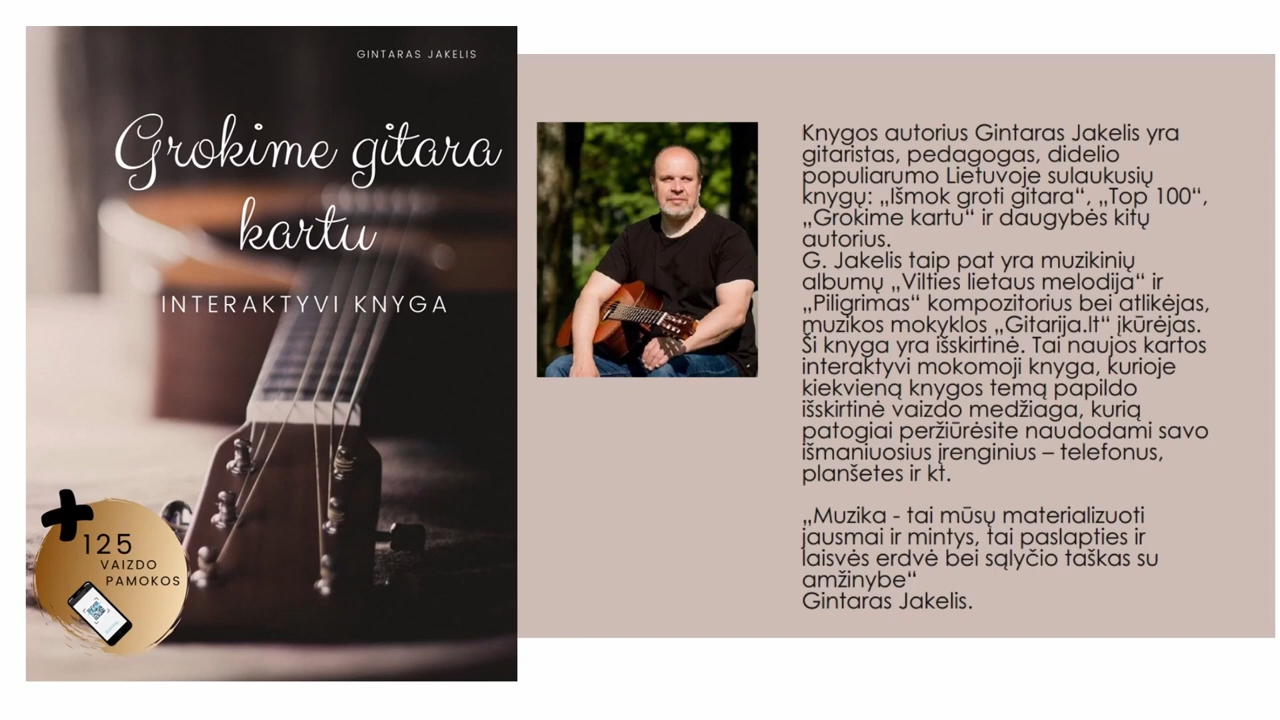 GINTARAS JAKELIS
Grokime gitara
kartu
INTERAKTYVI KNYGA
125
VAIZDO
PAMOKOS
Knygos autorius Gintaras Jakelis yra
gitaristas, pedagogas, didelio
populiarumo Lietuvoje sulaukusių
knygų: „Išmok groti gitara“, „Top 100“,
„Grokime kartu“ ir daugybės kitų
autorius.
G. Jakelis taip pat yra muzikinių
albumų „Vilties lietaus melodija“ ir
„Piligrimas“ kompozitorius bei atlikėjas,
muzikos mokyklos „Gitarija.lt“ įkūrėjas.
Ši knyga yra išskirtinė. Tai naujos kartos
interaktyvi mokomoji knyga, kurioje
kiekvieną knygos temą papildo
išskirtinė vaizdo medžiaga, kurią
patogiai peržiūrėsite naudodami savo
išmaniuosius įrenginius – telefonus,
planšetes ir kt.
„Muzika - tai mūsų materializuoti
jausmai ir mintys, tai paslapties ir
laisvės erdvė bei sąlyčio taškas su
amžinybe“
Gintaras Jakelis.